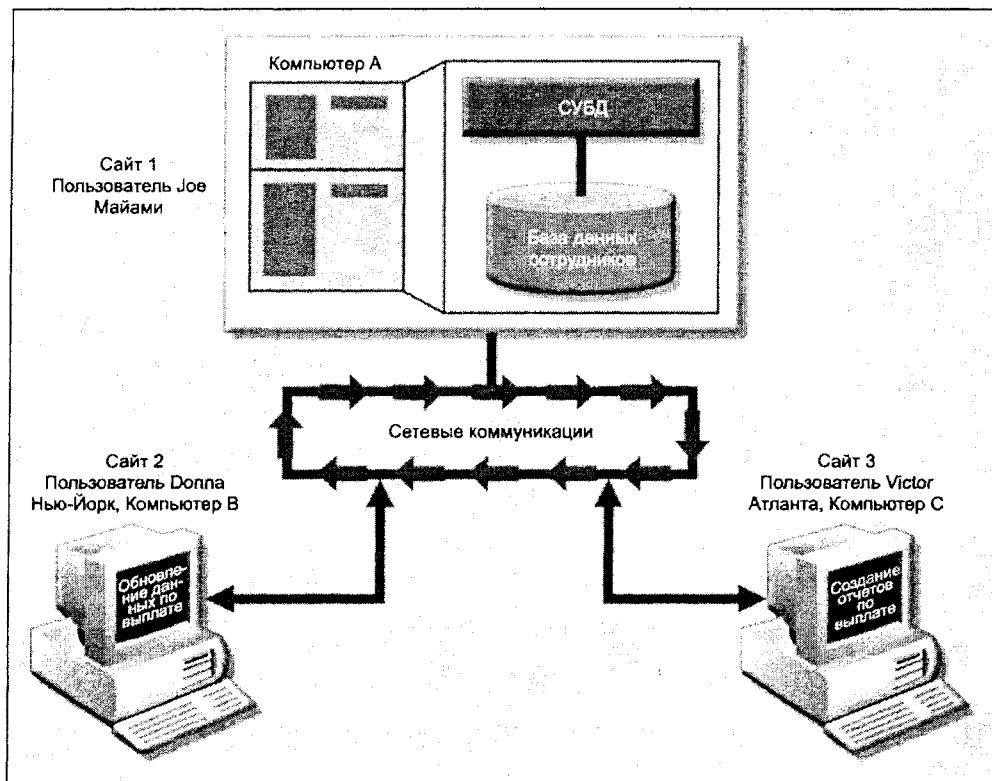 Компьютер А
СУБД
База данных
сотрудников
Сайт 1
Пользователь Joe
Майами
Сетевые коммуникации
Сайт 2
Пользователь Donna
Нью-Йорк, Компьютер В
Сайт 3
Пользователь Victor
Атланта, Компьютер С
Обновле-
ние дан-
ных по
выплате
Создание
отчетов
по
выплате